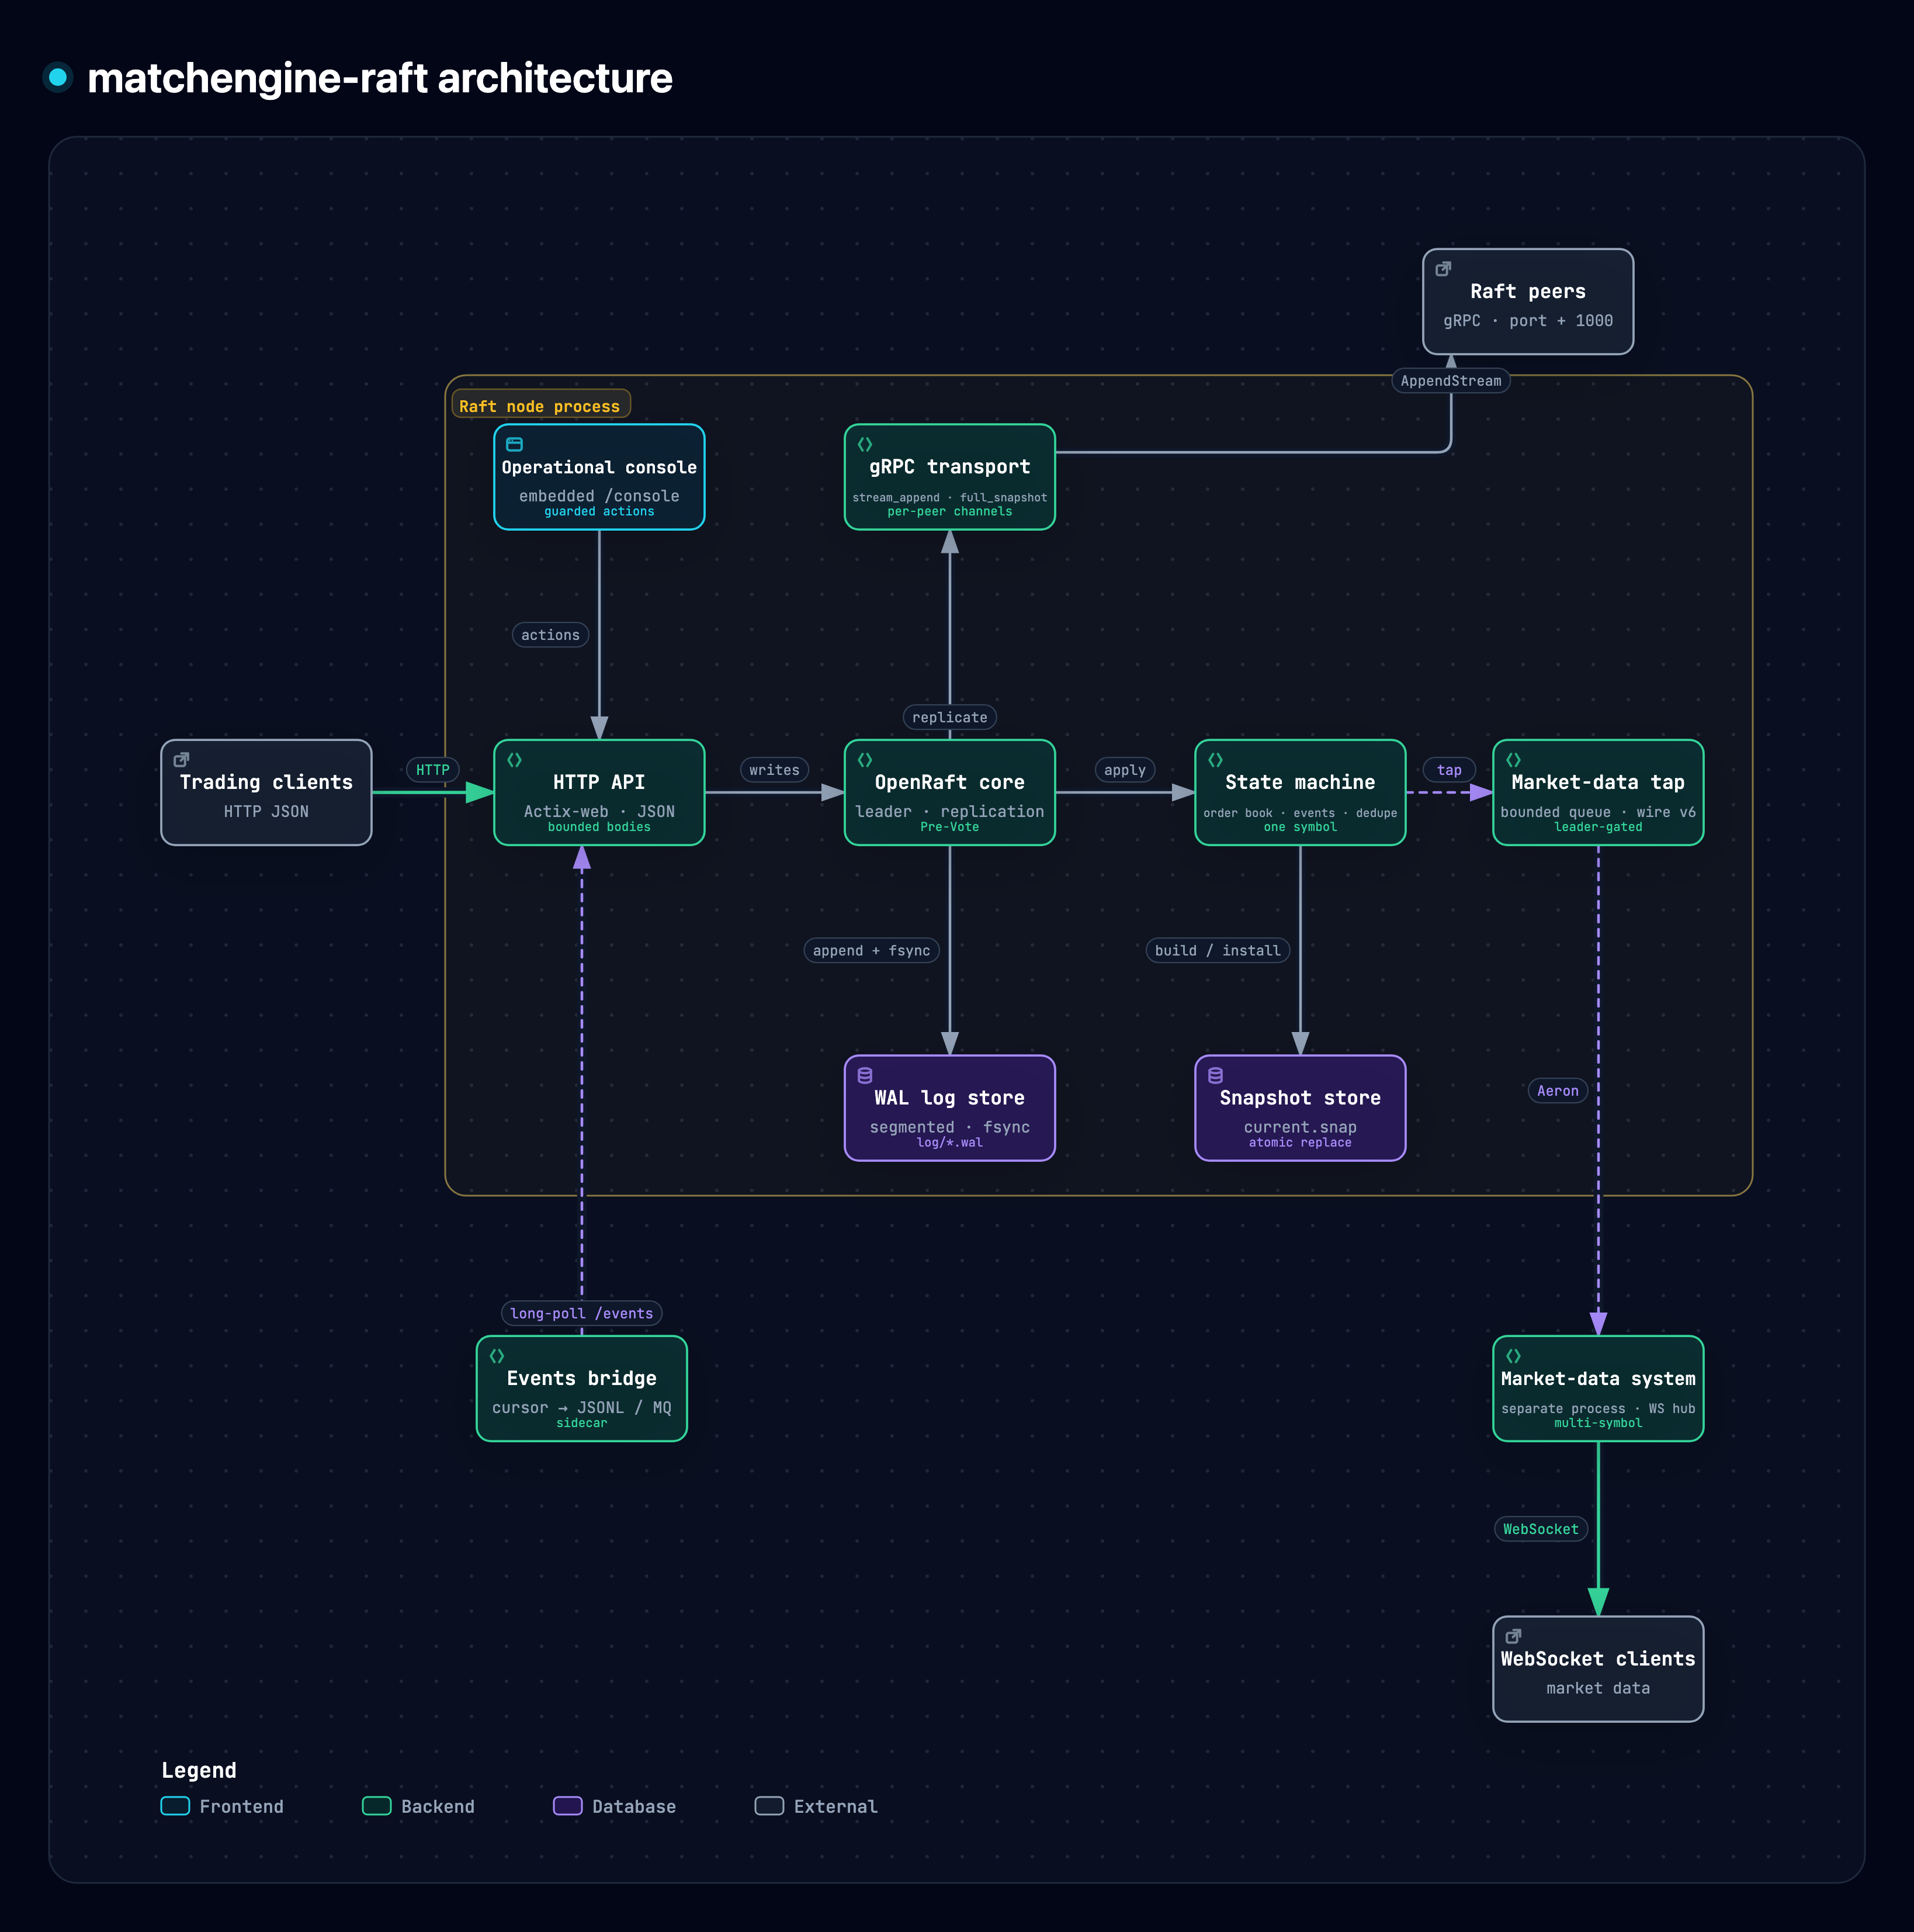 matchengine-raft architecture
Raft peers
gRPC · port + 1000
AppendStream
Raft node process
Operational console
embedded /console
guarded actions
gRPC transport
stream_append · full_snapshot
per-peer channels
actions
replicate
Trading clients
HTTP JSON
HTTP
HTTP API
Actix-web · JSON
bounded bodies
writes
OpenRaft core
leader · replication
Pre-Vote
apply
State machine
order book · events · dedupe
one symbol
tap
Market-data tap
bounded queue · wire v6
leader-gated
append + fsync
build / install
WAL log store
segmented · fsync
log/*.wal
Snapshot store
current.snap
atomic replace
Aeron
long-poll /events
Events bridge
cursor → JSONL / MQ
sidecar
Market-data system
separate process · WS hub
multi-symbol
WebSocket
WebSocket clients
market data
Legend
Frontend
Backend
Database
External